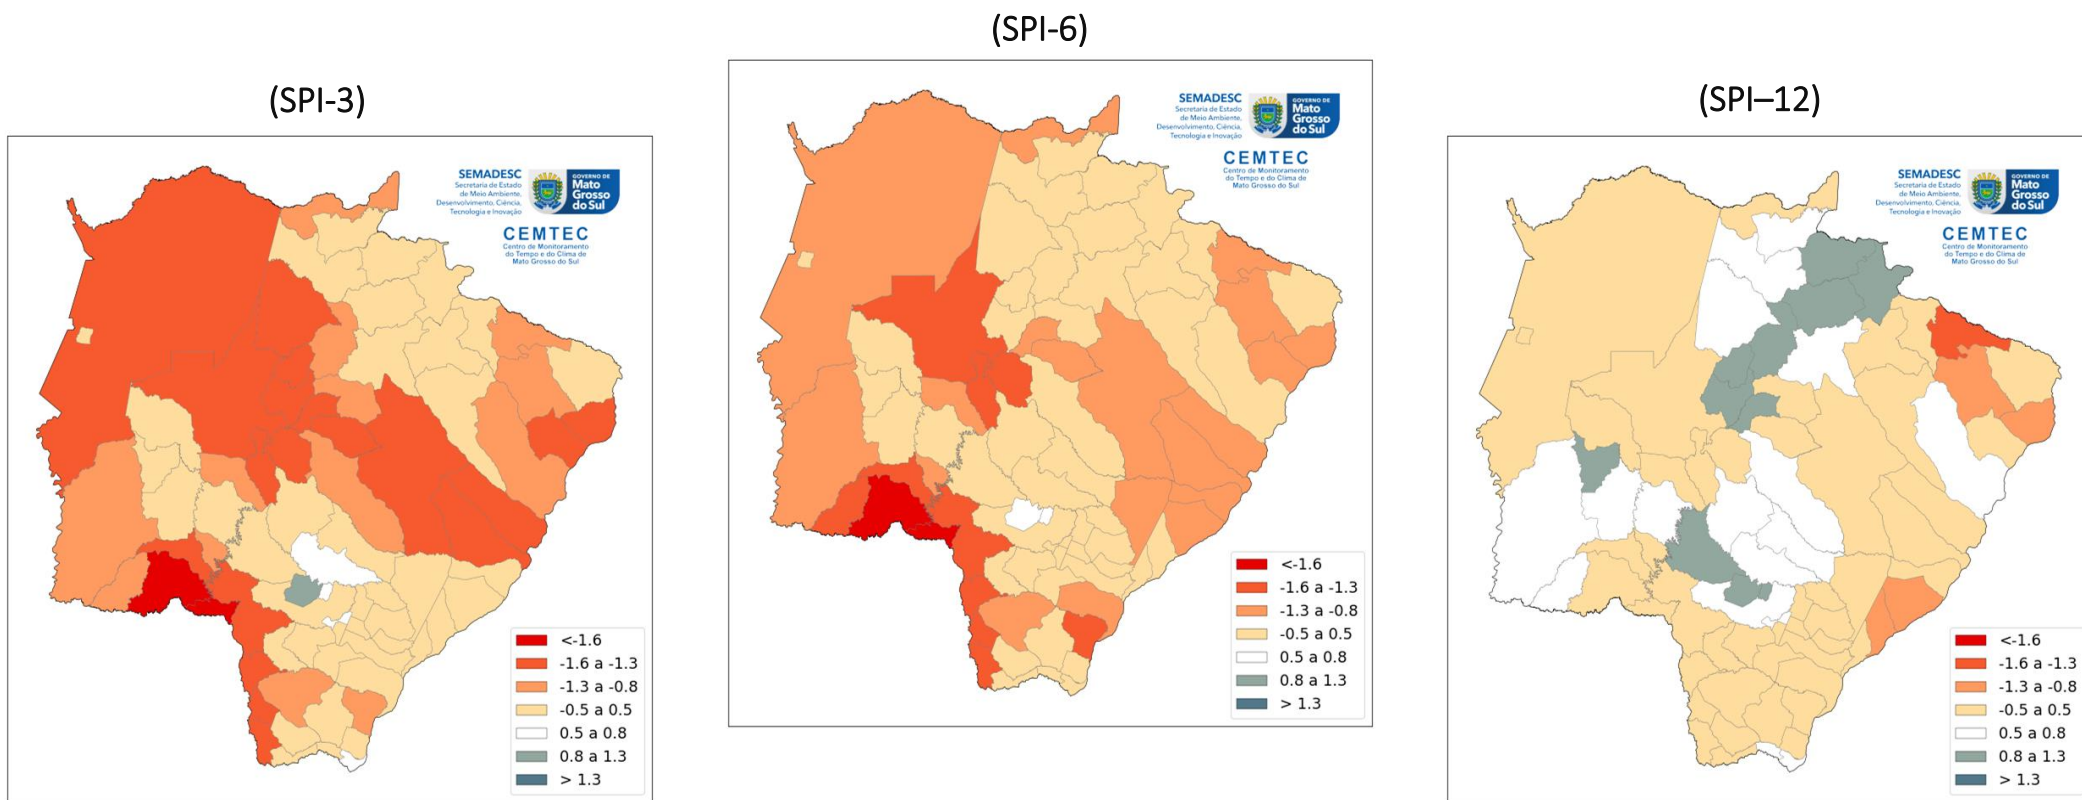 (SPI-3)
SEMADESC
Secretaria de Estado
de Meio Ambiente,
Desenvolvimento, Ciência,
Tecnologia e Inovação
GOVERNO DE
Mato
Grosso
do Sul
CEMTEC
Centro de Monitoramento
do Tempo e do Clima de
Mato Grosso do Sul
<-1.6
-1.6 a -1.3
-1.3 a -0.8
-0.5 a 0.5
0.5 a 0.8
0.8 a 1.3
> 1.3
(SPI-6)
SEMADESC
Secretaria de Estado
de Meio Ambiente,
Desenvolvimento, Ciência,
Tecnologia e Inovação
GOVERNO DE
Mato
Grosso
do Sul
CEMTEC
Centro de Monitoramento
do Tempo e do Clima de
Mato Grosso do Sul
<-1.6
-1.6 a -1.3
-1.3 a -0.8
-0.5 a 0.5
0.5 a 0.8
0.8 a 1.3
> 1.3
(SPI–12)
SEMADESC
Secretaria de Estado
de Meio Ambiente,
Desenvolvimento, Ciência,
Tecnologia e Inovação
GOVERNO DE
Mato
Grosso
do Sul
CEMTEC
Centro de Monitoramento
do Tempo e do Clima de
Mato Grosso do Sul
<-1.6
-1.6 a -1.3
-1.3 a -0.8
-0.5 a 0.5
0.5 a 0.8
0.8 a 1.3
> 1.3